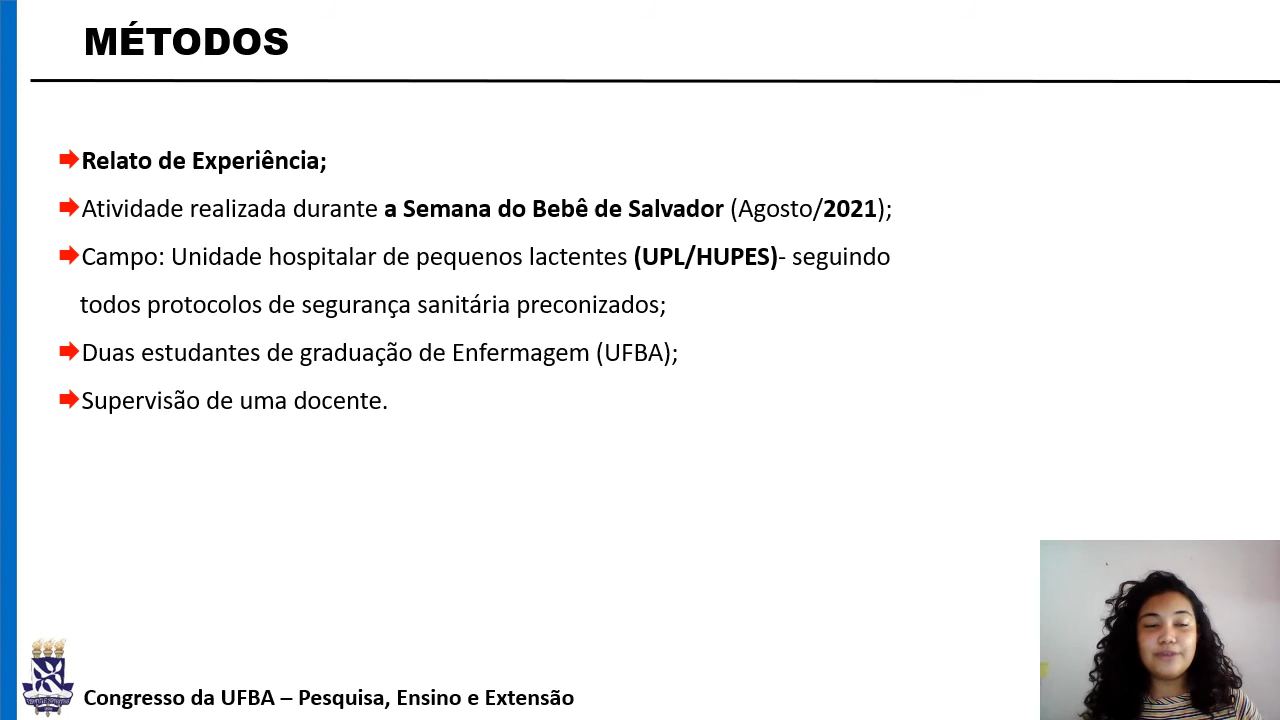 MÉTODOS
Relato de Experiência;
Atividade realizada durante a Semana do Bebê de Salvador (Agosto/2021);
Campo: Unidade hospitalar de pequenos lactentes (UPL/HUPES)- seguindo
todos protocolos de segurança sanitária preconizados;
Duas estudantes de graduação de Enfermagem (UFBA);
Supervisão de uma docente.
Congresso da UFBA – Pesquisa, Ensino e Extensão